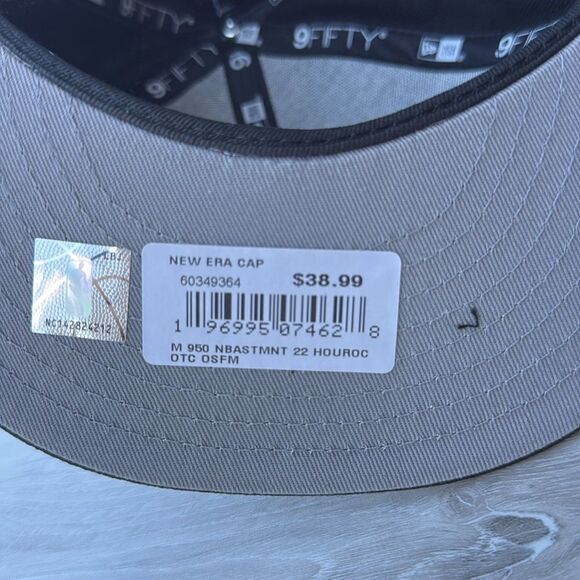 9FIFTY
9FIFTY
9FIFTY
NEW ERA CAP
60349364 $38.99
1 96995 07462 8
M 950 NBASTMNT 22 HOUROC
OTC OSFM
NC142824212